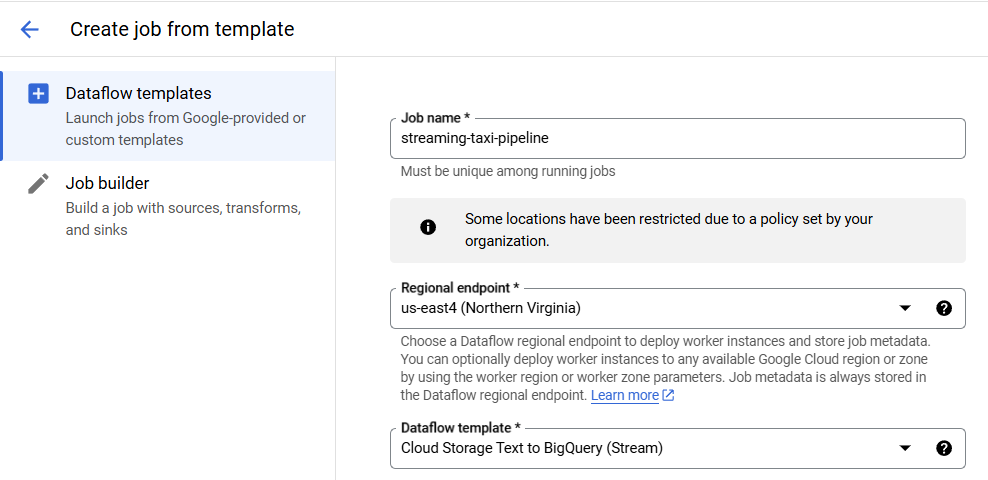 Create job from template
Dataflow templates
Launch jobs from Google-provided or
custom templates
Job builder
Build a job with sources, transforms,
and sinks
Job name *
streaming-taxi-pipeline
Must be unique among running jobs
Some locations have been restricted due to a policy set by your
organization.
Regional endpoint *
us-east4 (Northern Virginia)
Choose a Dataflow regional endpoint to deploy worker instances and store job metadata.
You can optionally deploy worker instances to any available Google Cloud region or zone
by using the worker region or worker zone parameters. Job metadata is always stored in
the Dataflow regional endpoint. Learn more
Dataflow template *
Cloud Storage Text to BigQuery (Stream)